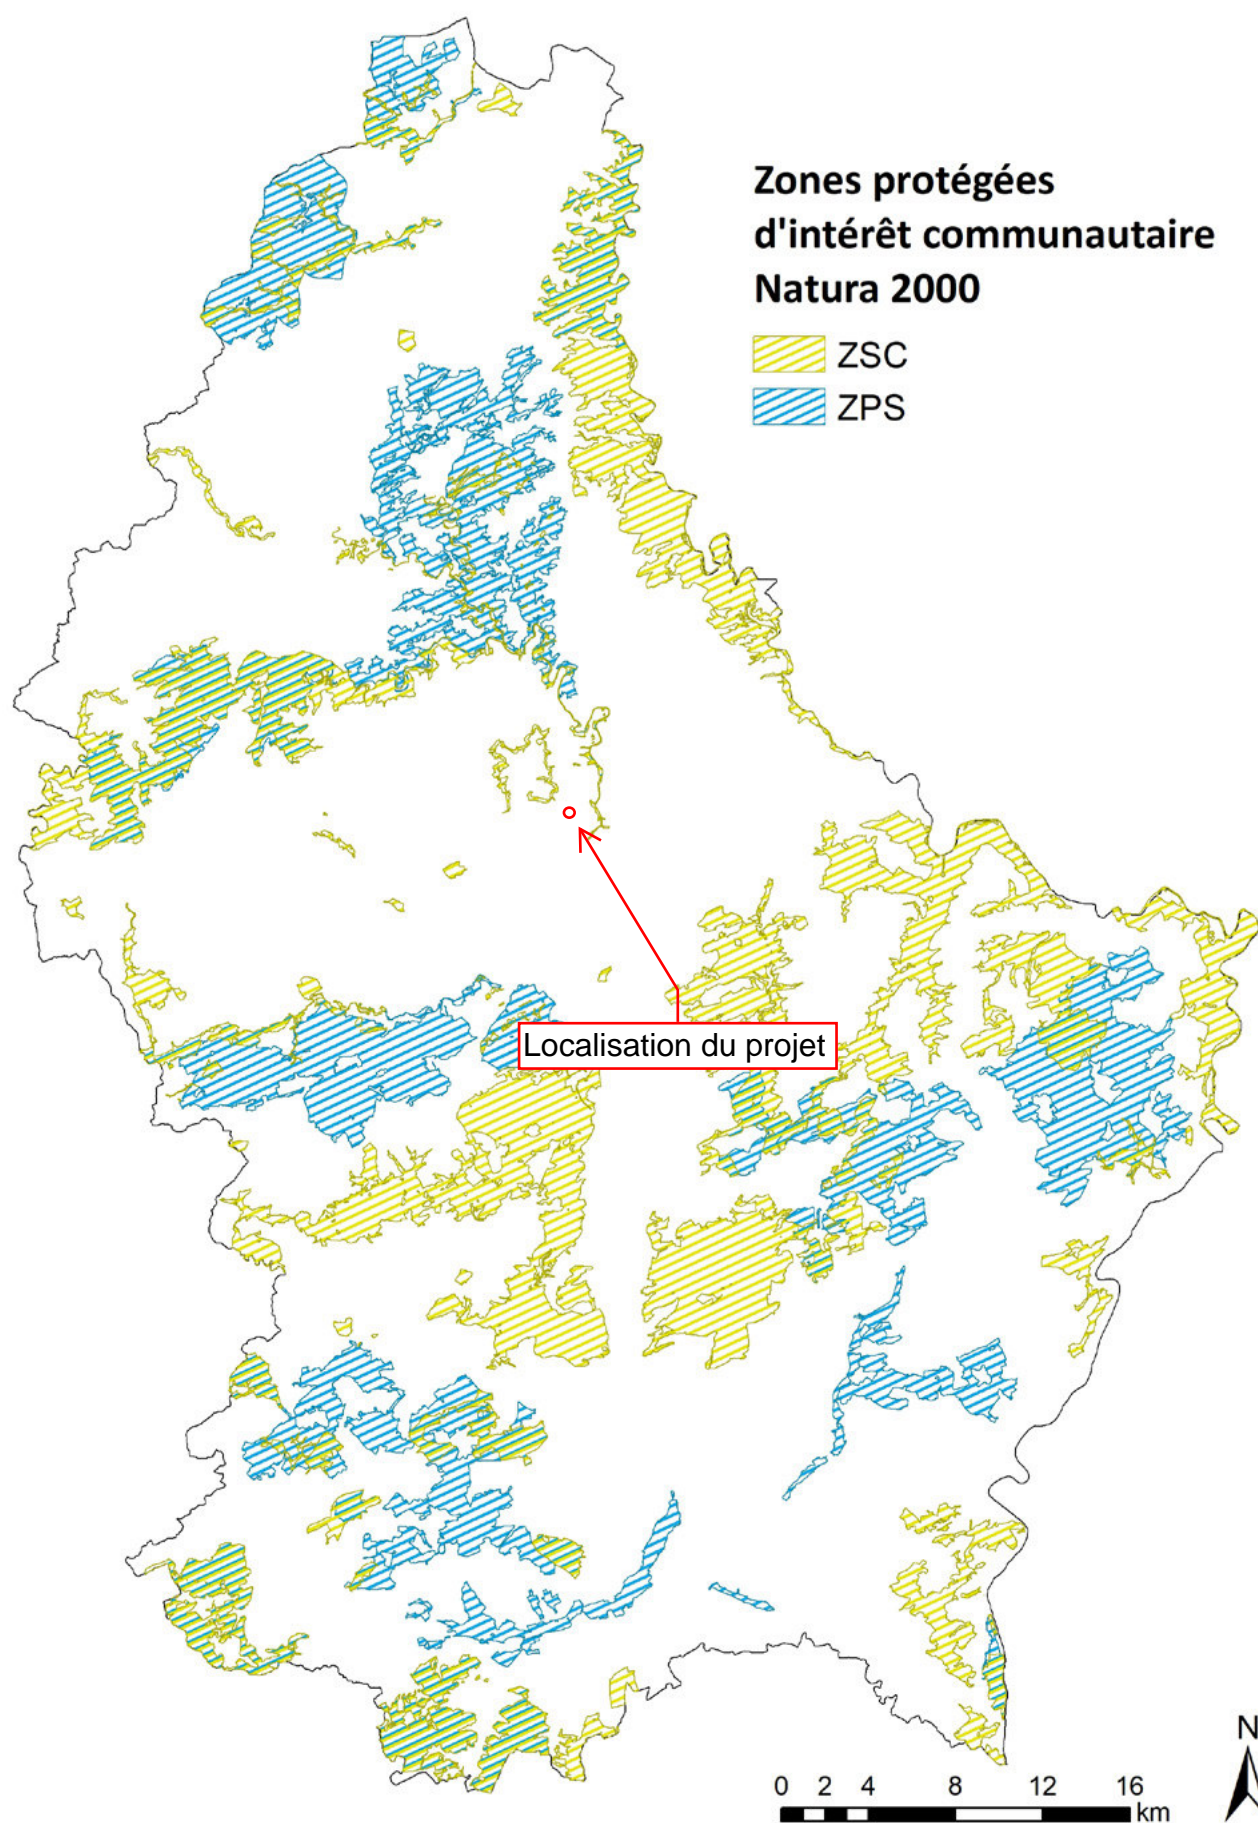 Zones protégées
d'intérêt communautaire
Natura 2000
ZSC
ZPS
Localisation du projet
N
0 2 4 8 12 16
km